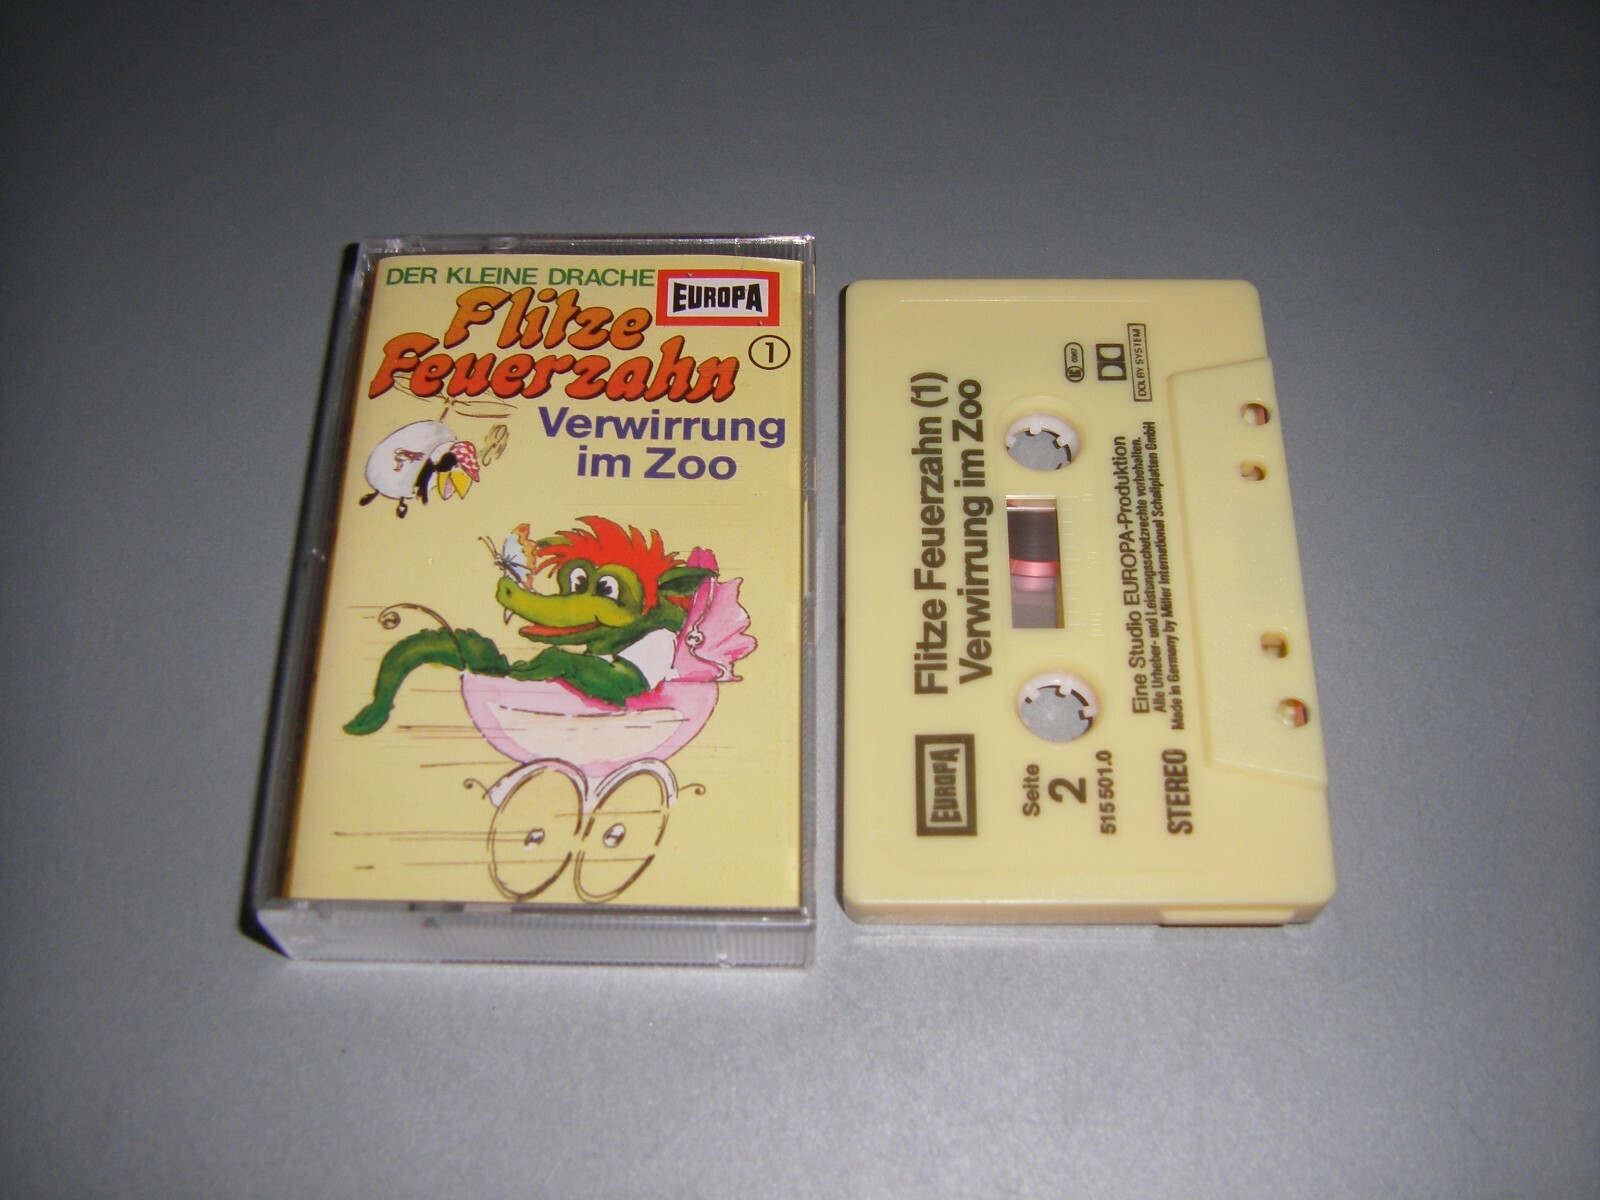 DER KLEINE DRACHE
EUROPA
Flitze
Feuerzahn
1
Verwirrung
im Zoo
Flitze Feuerzahn (1)
Verwirrung im Zoo
EUROPA
Seite
2
515 501.0
DOLBY SYSTEM
Eine Studio EUROPA-Produktion
Alle Urheber- und Leistungsschutzrechte vorbehalten.
Made in Germany by Miller International Schallplatten GmbH
STEREO